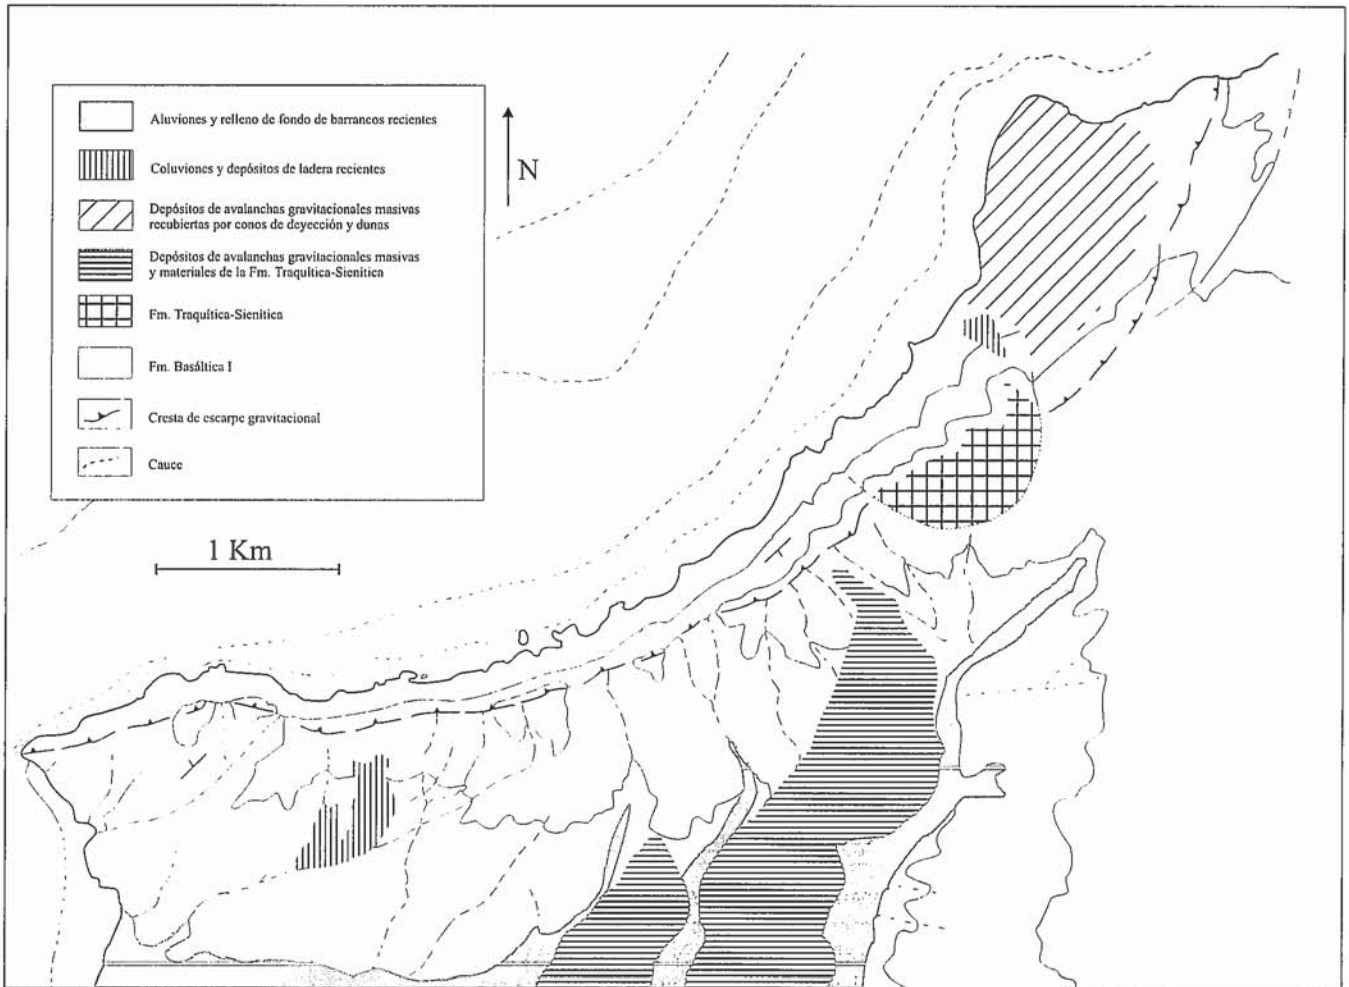 Aluviones y relleno de fondo de barrancos recientes
Coluviones y depósitos de ladera recientes
Depósitos de avalanchas gravitacionales masivas
recubiertas por conos de deyección y dunas
Depósitos de avalanchas gravitacionales masivas
y materiales de la Fm. Traquítica-Sienítica
Fm. Traquítica-Sienítica
Fm. Basáltica I
Cresta de escarpe gravitacional
Cauce
N
1 Km